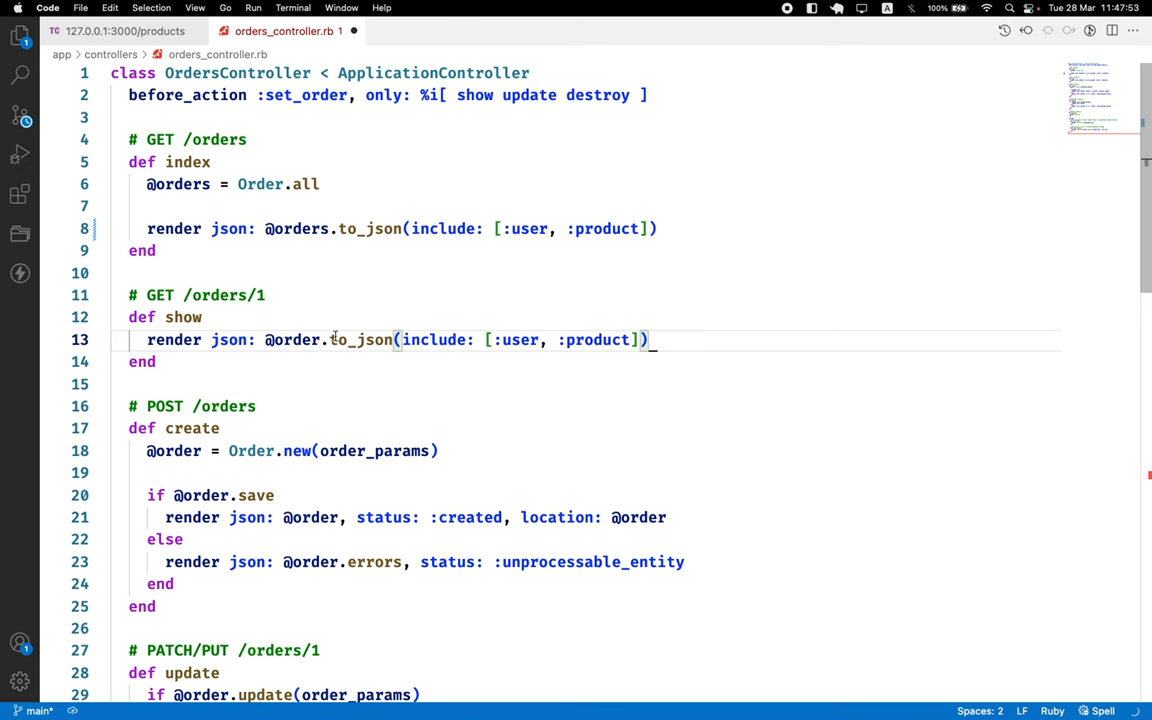 Code File Edit Selection View Go Run Terminal Window Help A 100% Tue 28 Mar 11:47:53
TC 127.0.0.1:3000/products orders_controller.rb 1
app > controllers > orders_controller.rb
1 class OrdersController < ApplicationController
2 before_action :set_order, only: %i[ show update destroy ]
3
4 # GET /orders
5 def index
6 @orders = Order.all
7
8 render json: @orders.to_json(include: [:user, :product])
9 end
10
11 # GET /orders/1
12 def show
13 render json: @order.to_json(include: [:user, :product])
14 end
15
16 # POST /orders
17 def create
18 @order = Order.new(order_params)
19
20 if @order.save
21 render json: @order, status: :created, location: @order
22 else
23 render json: @order.errors, status: :unprocessable_entity
24 end
25 end
26
27 # PATCH/PUT /orders/1
28 def update
29 if @order.update(order_params)
1
1
main* Spaces: 2 LF Ruby Spell